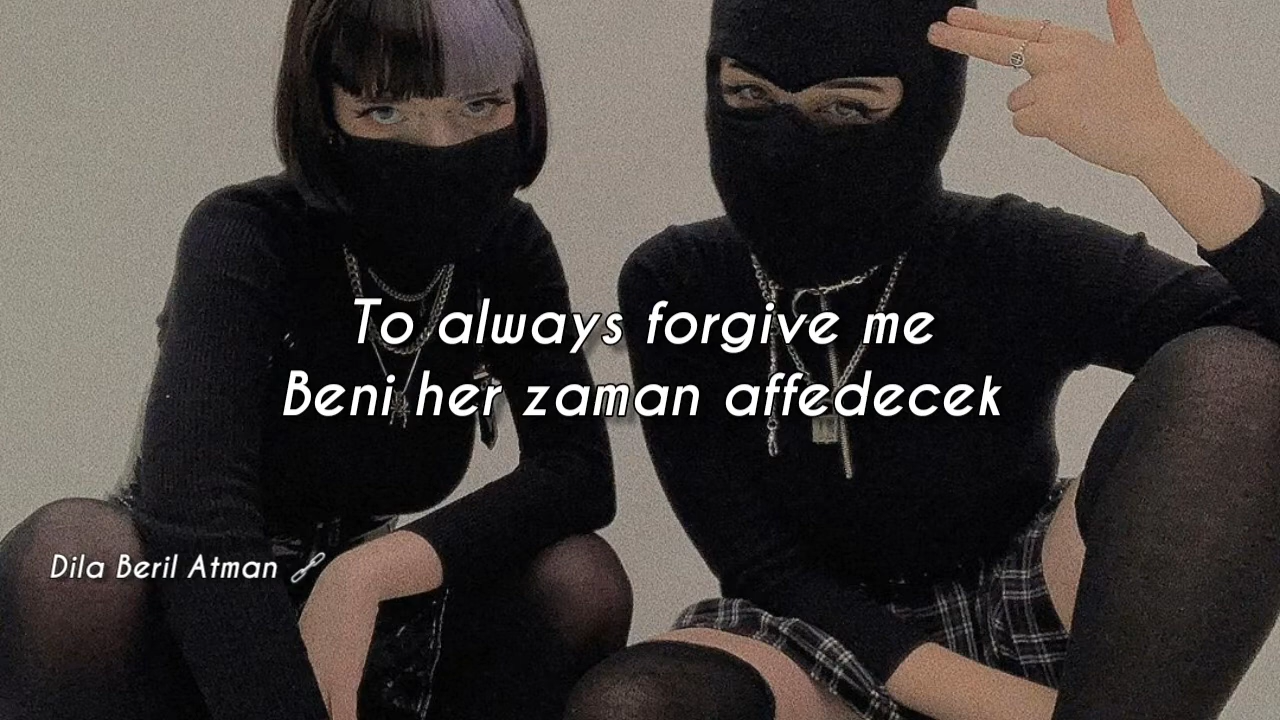 To always forgive me
Beni her zaman affedecek
Dila Beril Atman